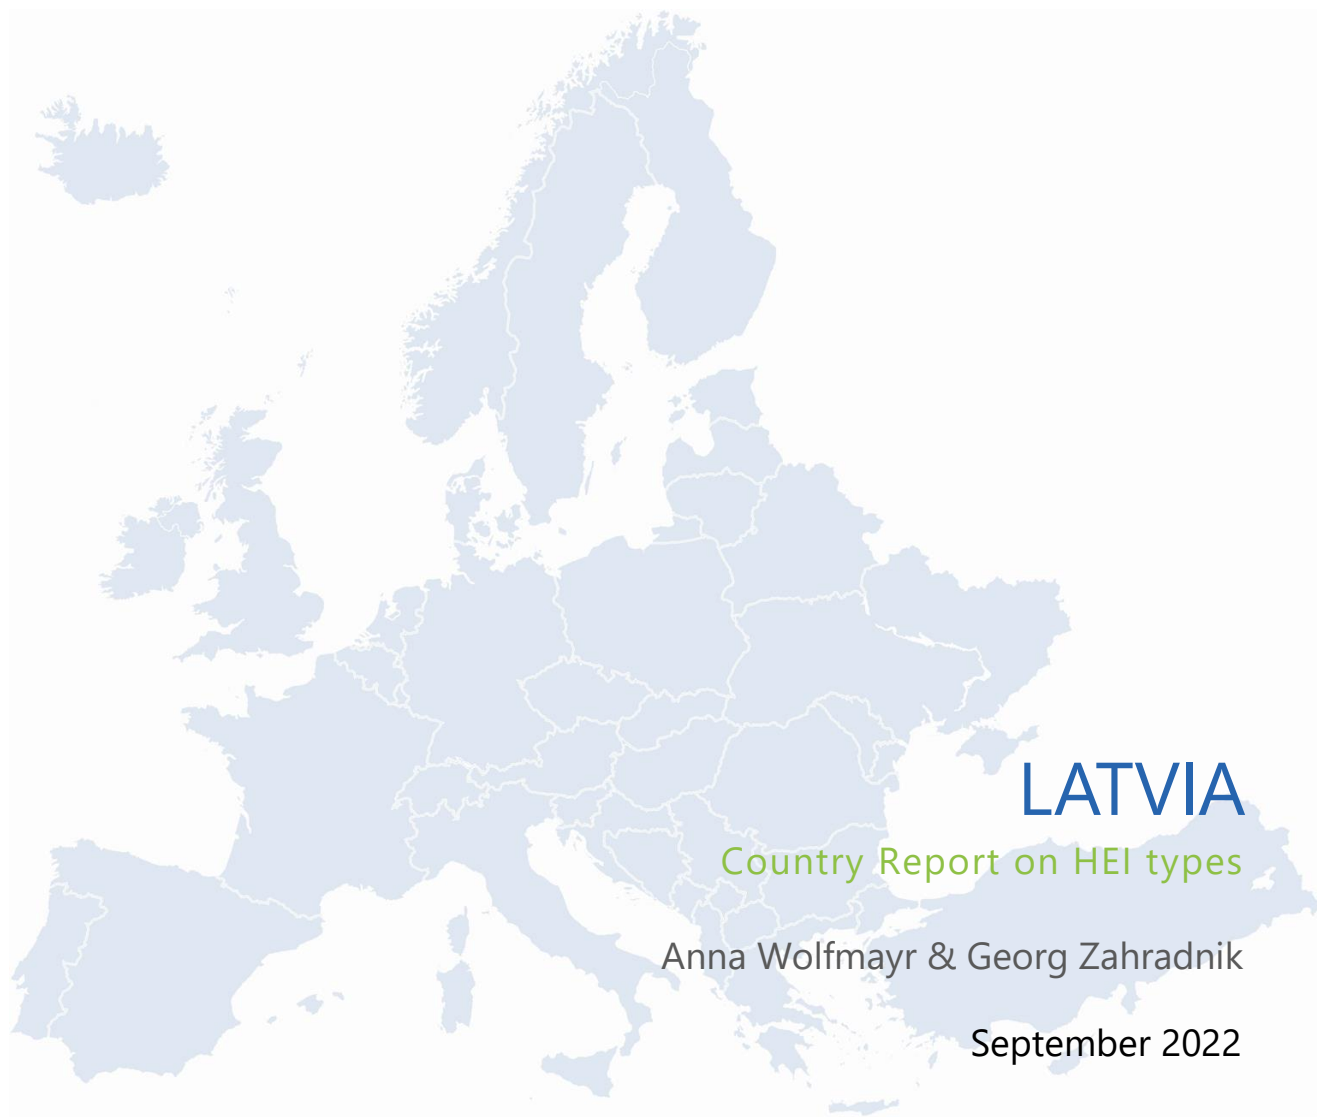 LATVIA
Country Report on HEI types
Anna Wolfmayr & Georg Zahradnik
September 2022